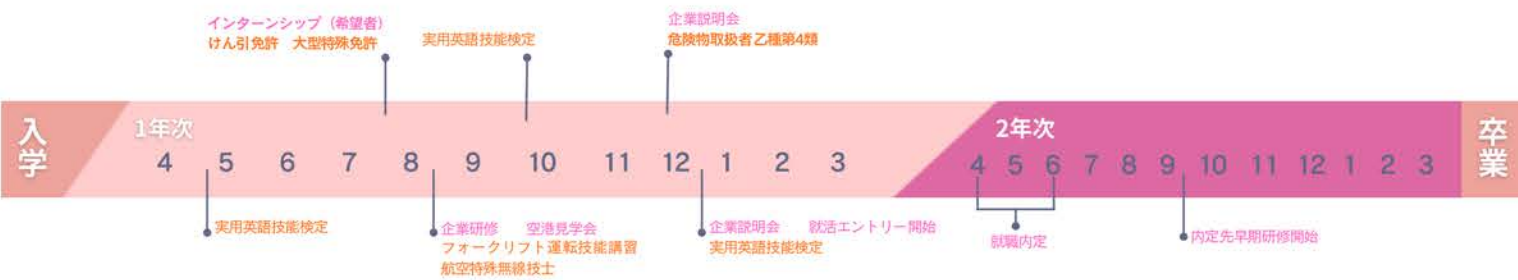 インターンシップ（希望者）
けん引免許　大型特殊免許
実用英語技能検定
企業説明会
危険物取扱者乙種第4類
入学
1年次
4 5 6 7 8 9 10 11 12 1 2 3
2年次
4 5 6 7 8 9 10 11 12 1 2 3
卒業
実用英語技能検定
企業研修　空港見学会
フォークリフト運転技能講習
航空特殊無線技士
企業説明会　就活エントリー開始
実用英語技能検定
就職内定
内定先早期研修開始